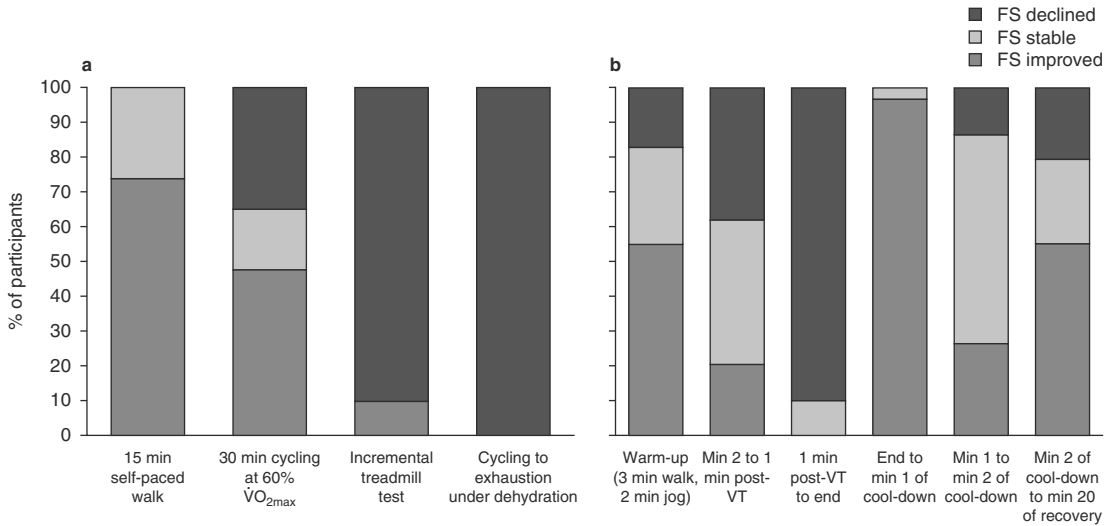 FS declined
FS stable
FS improved
a
b
% of participants
100
90
80
70
60
50
40
30
20
10
0
15 min
self-paced
walk
30 min cycling
at 60%
V̇O2max
Incremental
treadmill
test
Cycling to
exhaustion
under dehydration
Warm-up
(3 min walk,
2 min jog)
Min 2 to 1
min post-
VT
1 min
post-VT
to end
End to
min 1 of
cool-down
Min 1 to
min 2 of
cool-down
Min 2 of
cool-down
to min 20
of recovery